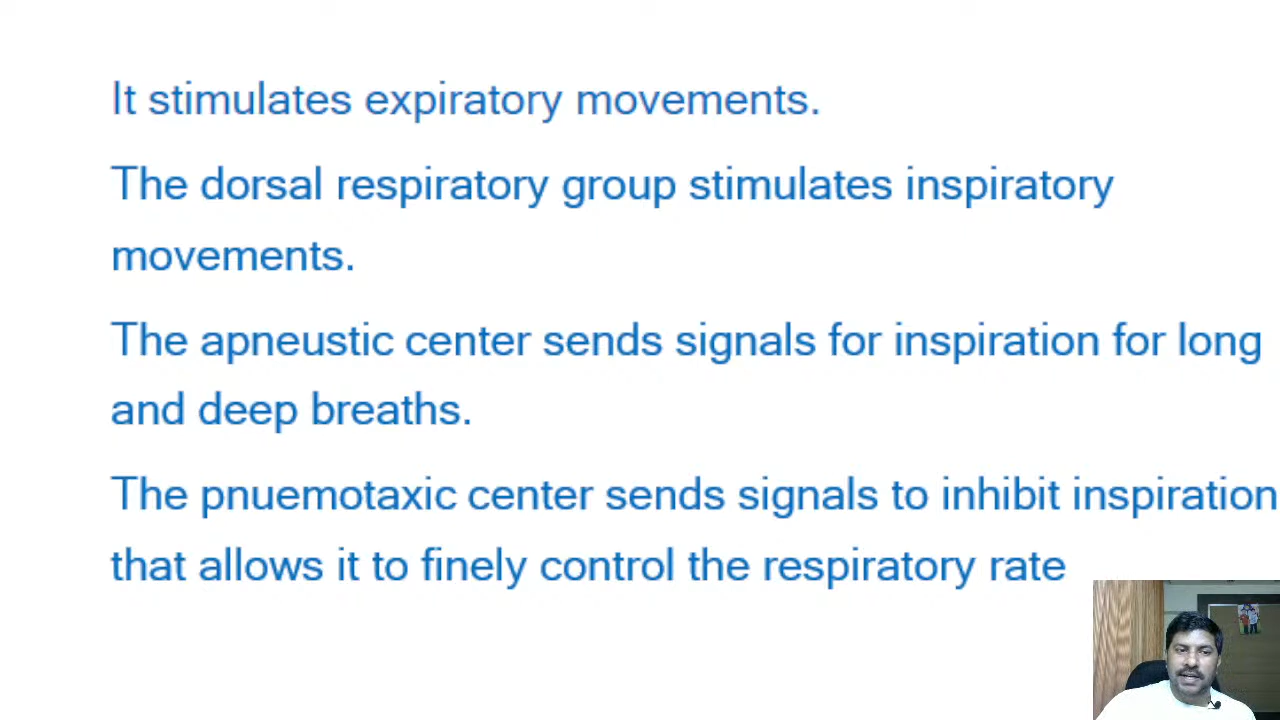 It stimulates expiratory movements.
The dorsal respiratory group stimulates inspiratory
movements.
The apneustic center sends signals for inspiration for long
and deep breaths.
The pnuemotaxic center sends signals to inhibit inspiration
that allows it to finely control the respiratory rate